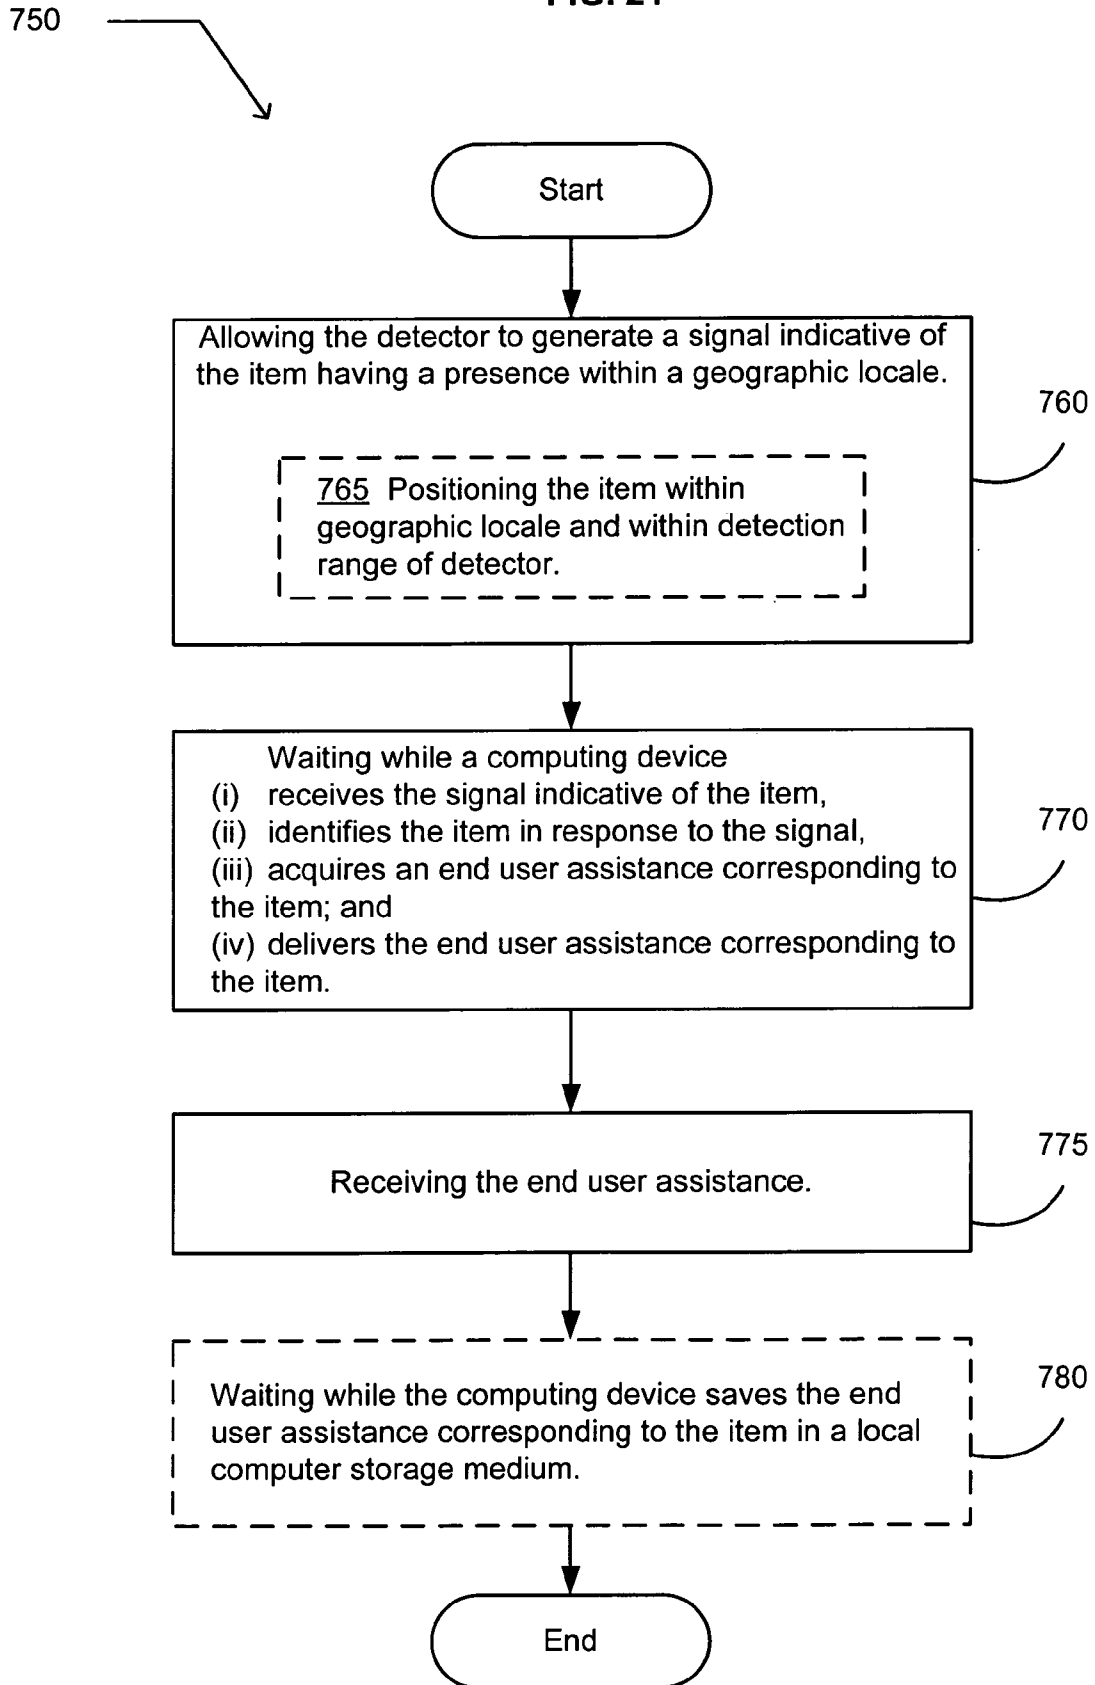 750
Start
Allowing the detector to generate a signal indicative of
the item having a presence within a geographic locale.
760
765 Positioning the item within
geographic locale and within detection
range of detector.
Waiting while a computing device
(i) receives the signal indicative of the item,
(ii) identifies the item in response to the signal,
(iii) acquires an end user assistance corresponding to
the item; and
(iv) delivers the end user assistance corresponding to
the item.
770
Receiving the end user assistance.
775
Waiting while the computing device saves the end
user assistance corresponding to the item in a local
computer storage medium.
780
End